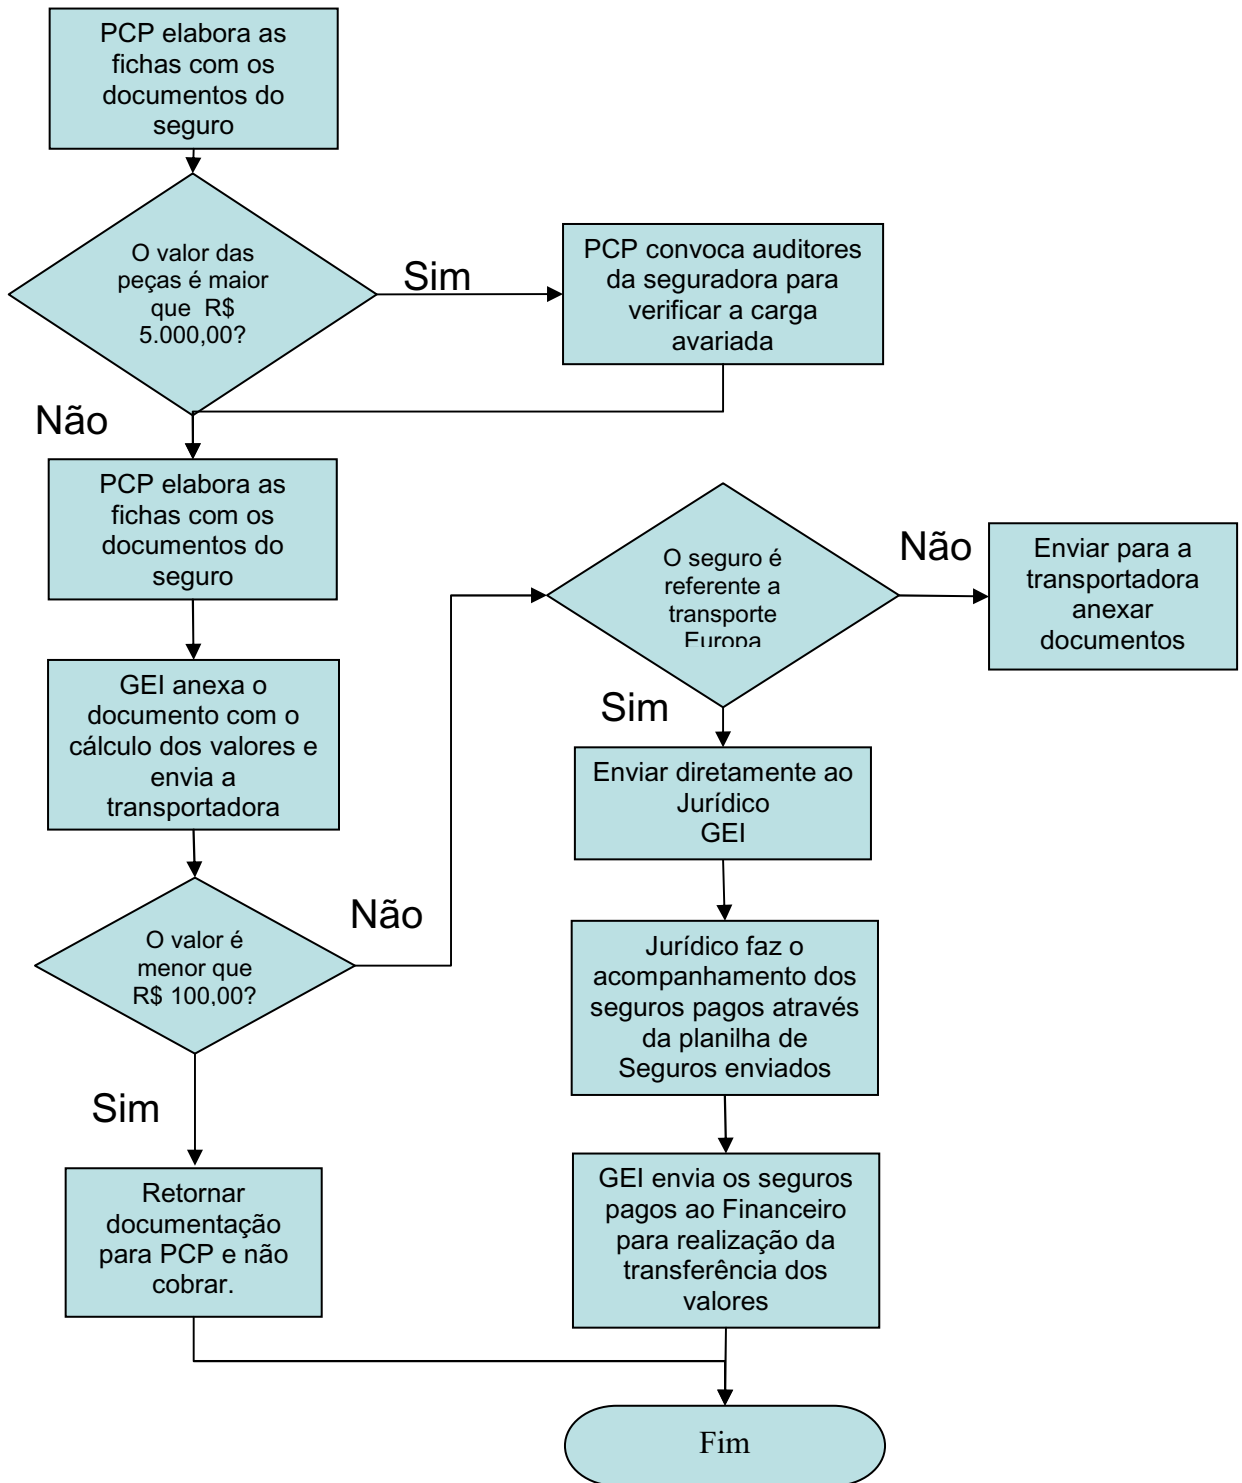 PCP elabora as
fichas com os
documentos do
seguro
O valor das
peças é maior
que R$
5.000,00?
Sim
PCP convoca auditores
da seguradora para
verificar a carga
avariada
Não
PCP elabora as
fichas com os
documentos do
seguro
O seguro é
referente a
transporte
Europa
Não
Enviar para a
transportadora
anexar
documentos
GEI anexa o
documento com o
cálculo dos valores e
envia a
transportadora
Sim
Enviar diretamente ao
Jurídico
GEI
O valor é
menor que
R$ 100,00?
Não
Jurídico faz o
acompanhamento dos
seguros pagos através
da planilha de
Seguros enviados
Sim
Retornar
documentação
para PCP e não
cobrar.
GEI envia os seguros
pagos ao Financeiro
para realização da
transferência dos
valores
Fim